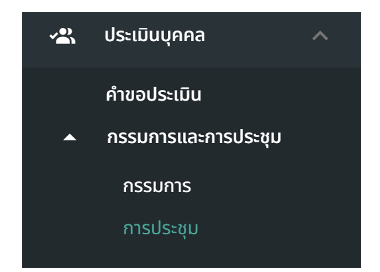 ประเมินบุคคล
คำขอประเมิน
กรรมการและการประชุม
กรรมการ
การประชุม